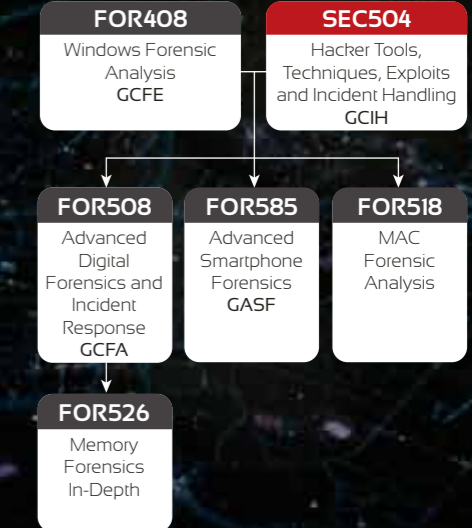 FOR408
Windows Forensic
Analysis
GCFE
SEC504
Hacker Tools,
Techniques, Exploits
and Incident Handling
GCIH
FOR508
Advanced
Digital
Forensics and
Incident
Response
GCFA
FOR585
Advanced
Smartphone
Forensics
GASF
FOR518
MAC
Forensic
Analysis
FOR526
Memory
Forensics
In-Depth